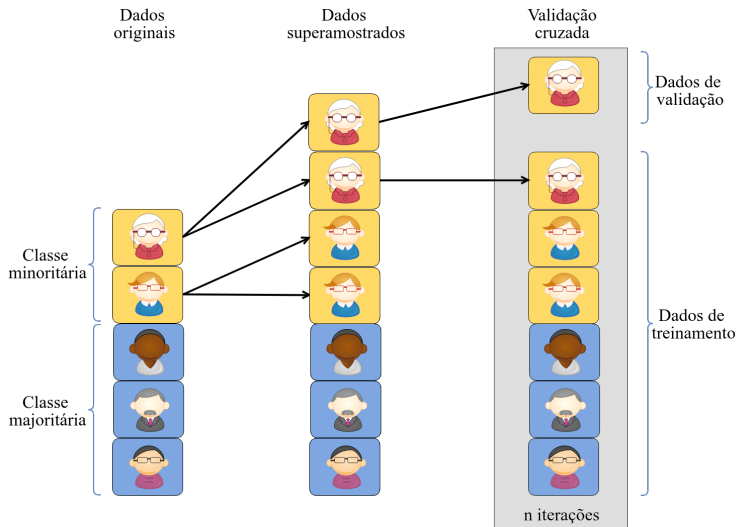 Dados
originais
Dados
superamostrados
Validação
cruzada
Dados de
validação
Classe
minoritária
Dados de
treinamento
Classe
majoritária
n iterações